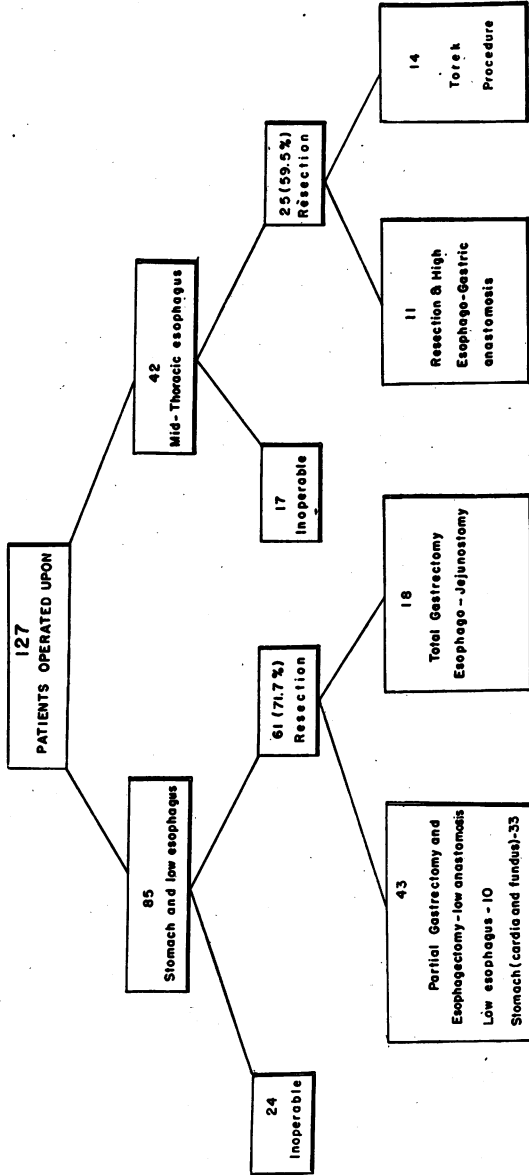 127
PATIENTS OPERATED UPON
85
Stomach and low esophagus
42
Mid-Thoracic esophagus
24
Inoperable
61 (71.7%)
Resection
17
Inoperable
25 (59.5%)
Resection
43
Partial Gastrectomy and
Esophagectomy-low anastomosis
Low esophagus - 10
Stomach (cardia and fundus)-33
18
Total Gastrectomy
Esophago - Jejunostomy
11
Resection & High
Esophago-Gastric
anastomosis
14
Torek
Procedure